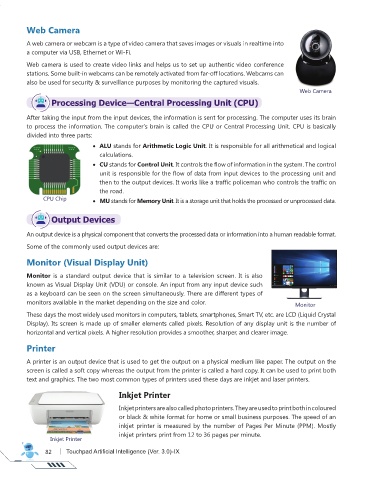 Web Camera
A web camera or webcam is a type of video camera that saves images or visuals in realtime into
a computer via USB, Ethernet or Wi-Fi.
Web camera is used to create video links and helps us to set up authentic video conference
stations. Some built-in webcams can be remotely activated from far-off locations. Webcams can
also be used for security & surveillance purposes by monitoring the captured visuals.
Web Camera
Processing Device—Central Processing Unit (CPU)
After taking the input from the input devices, the information is sent for processing. The computer uses its brain
to process the information. The computer's brain is called the CPU or Central Processing Unit. CPU is basically
divided into three parts:
• ALU stands for Arithmetic Logic Unit. It is responsible for all arithmetical and logical
calculations.
• CU stands for Control Unit. It controls the flow of information in the system. The control
unit is responsible for the flow of data from input devices to the processing unit and
then to the output devices. It works like a traffic policeman who controls the traffic on
the road.
• MU stands for Memory Unit. It is a storage unit that holds the processed or unprocessed data.
CPU Chip
Output Devices
An output device is a physical component that converts the processed data or information into a human readable format.
Some of the commonly used output devices are:
Monitor (Visual Display Unit)
Monitor is a standard output device that is similar to a television screen. It is also
known as Visual Display Unit (VDU) or console. An input from any input device such
as a keyboard can be seen on the screen simultaneously. There are different types of
monitors available in the market depending on the size and color.
Monitor
These days the most widely used monitors in computers, tablets, smartphones, Smart TV, etc. are LCD (Liquid Crystal
Display). Its screen is made up of smaller elements called pixels. Resolution of any display unit is the number of
horizontal and vertical pixels. A higher resolution provides a smoother, sharper, and clearer image.
Printer
A printer is an output device that is used to get the output on a physical medium like paper. The output on the
screen is called a soft copy whereas the output from the printer is called a hard copy. It can be used to print both
text and graphics. The two most common types of printers used these days are inkjet and laser printers.
Inkjet Printer
Inkjet printers are also called photo printers. They are used to print both in coloured
or black & white format for home or small business purposes. The speed of an
inkjet printer is measured by the number of Pages Per Minute (PPM). Mostly
inkjet printers print from 12 to 36 pages per minute.
Inkjet Printer
82 | Touchpad Artificial Intelligence (Ver. 3.0)-IX